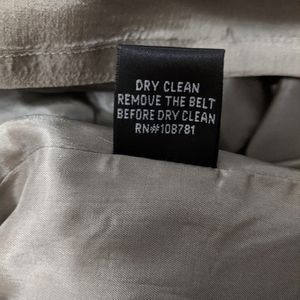 DRY CLEAN
REMOVE THE BELT
BEFORE DRY CLEAN
RN#108781